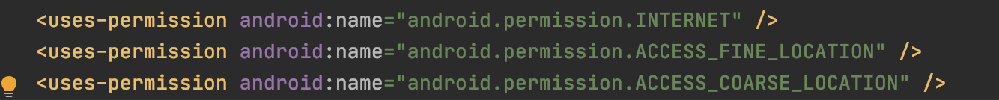 <uses-permission android:name="android.permission.INTERNET" />
<uses-permission android:name="android.permission.ACCESS_FINE_LOCATION" />
<uses-permission android:name="android.permission.ACCESS_COARSE_LOCATION" />